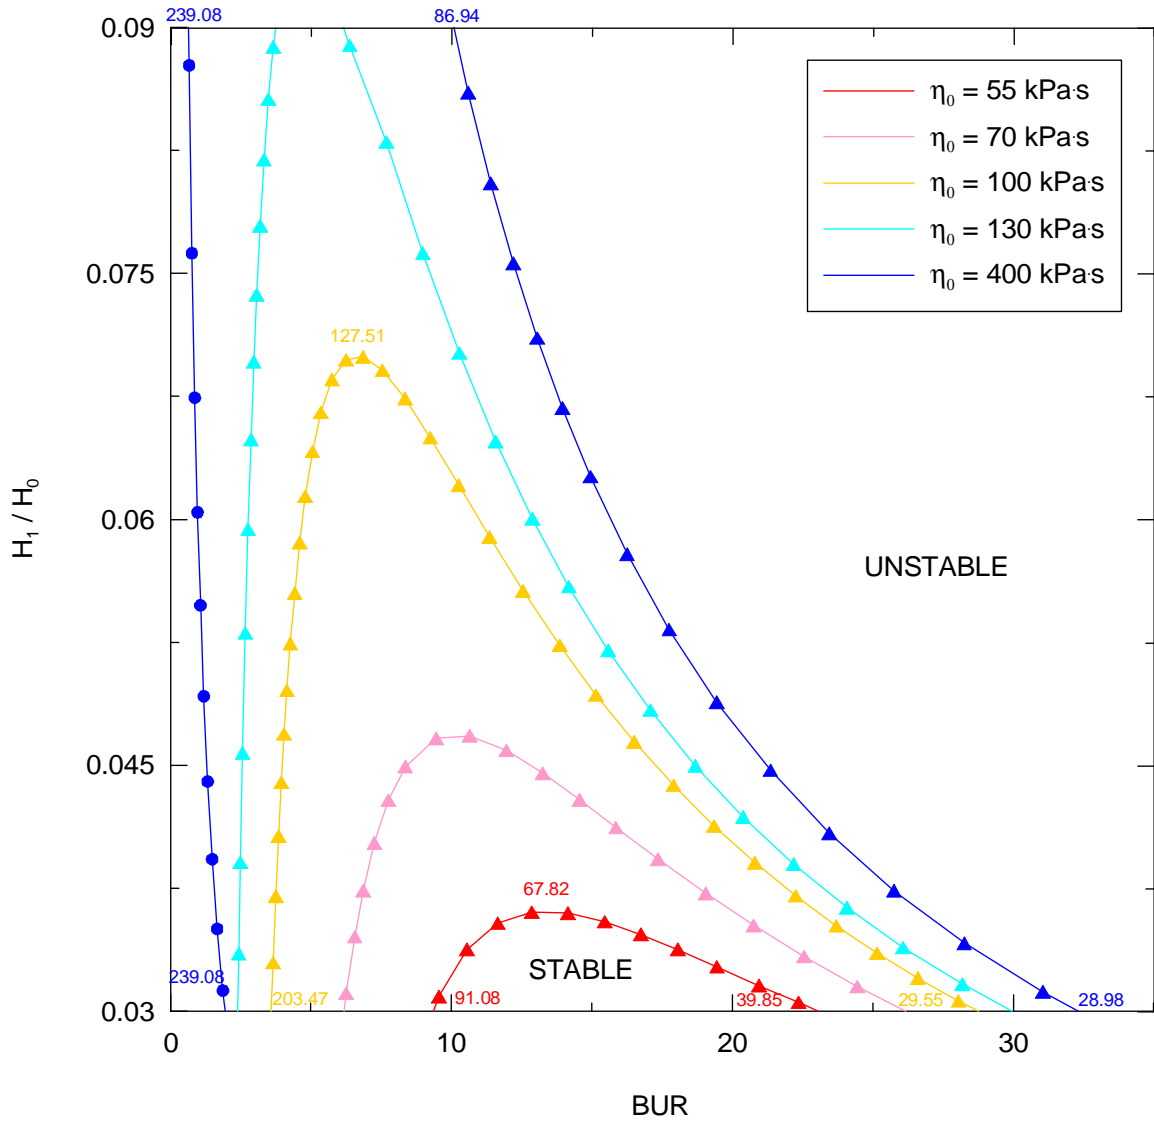 239.08
86.94
0.09
η₀ = 55 kPa·s
η₀ = 70 kPa·s
η₀ = 100 kPa·s
η₀ = 130 kPa·s
η₀ = 400 kPa·s
0.075
127.51
H₁ / H₀
0.06
UNSTABLE
0.045
67.82
STABLE
239.08
203.47
91.08
39.85
29.55
28.98
0.03
0
10
20
30
BUR